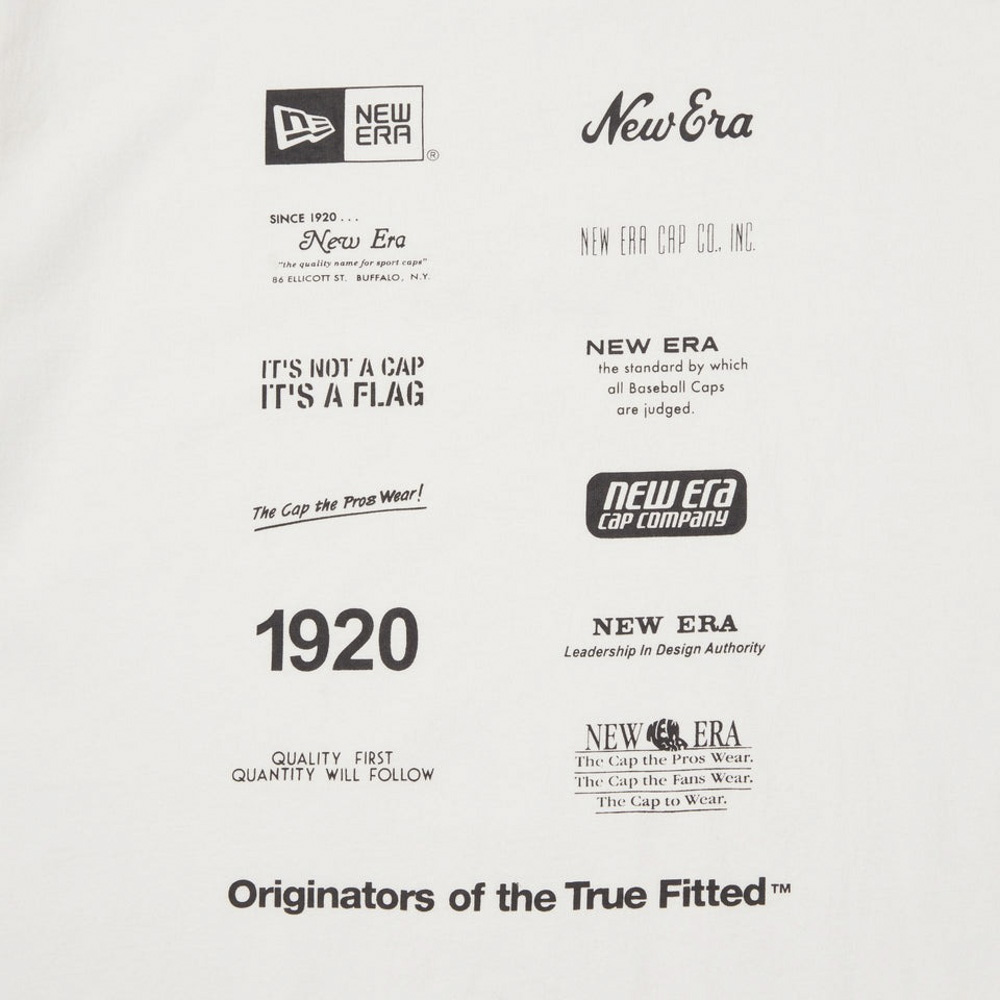 NEW
ERA
®
New Era
SINCE 1920 . . .
New Era
"the quality name for sport caps"
86 ELLICOTT ST. BUFFALO, N.Y.
NEW ERA CAP CO., INC.
IT'S NOT A CAP
IT'S A FLAG
NEW ERA
the standard by which
all Baseball Caps
are judged.
The Cap the Pros Wear!
new era
cap company
1920
NEW ERA
Leadership In Design Authority
QUALITY FIRST
QUANTITY WILL FOLLOW
NEW NEW ERA ERA
The Cap the Pros Wear.
The Cap the Fans Wear.
The Cap to Wear.
Originators of the True Fitted™